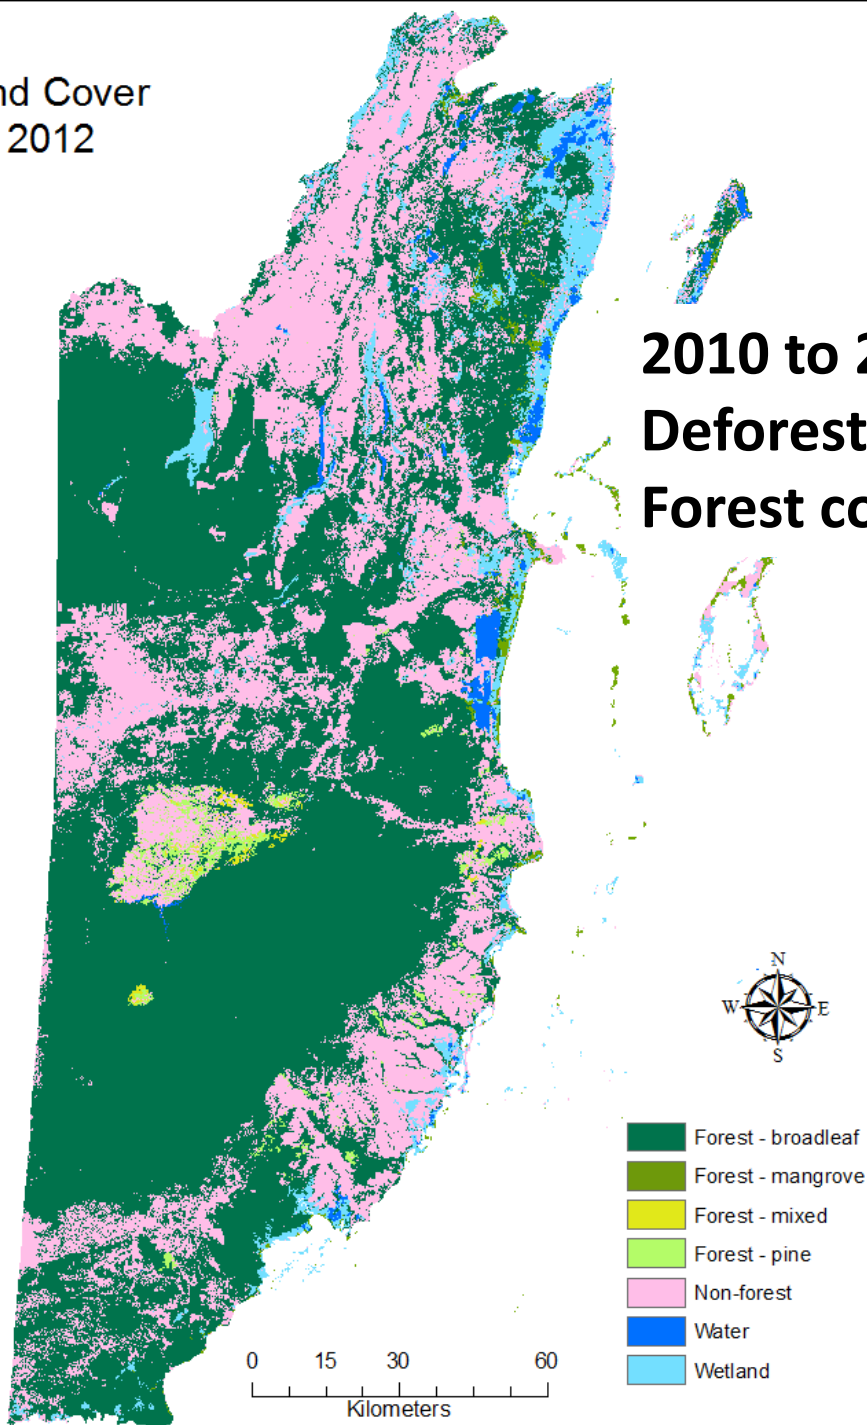 nd Cover
2012
2010 to 2
Deforest
Forest co
N
W E
S
Forest - broadleaf
Forest - mangrove
Forest - mixed
Forest - pine
Non-forest
Water
Wetland
0 15 30 60
Kilometers